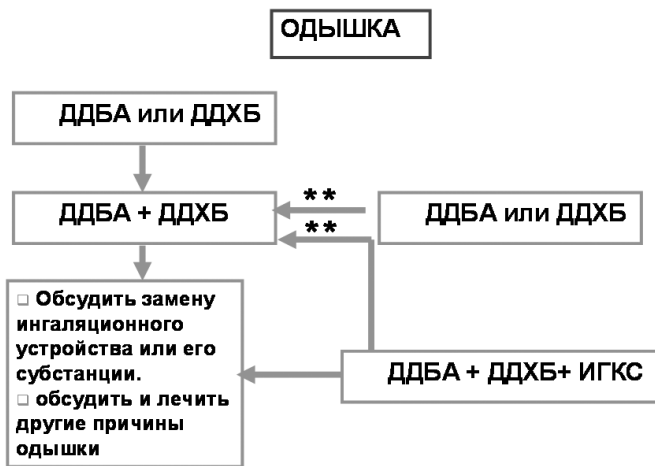 ОДЫШКА
ДДБА или ДДХБ
ДДБА + ДДХБ
**
**
ДДБА или ДДХБ
□ Обсудить замену
ингаляционного
устройства или его
субстанции.
□ обсудить и лечить
другие причины
одышки
ДДБА + ДДХБ+ ИГКС